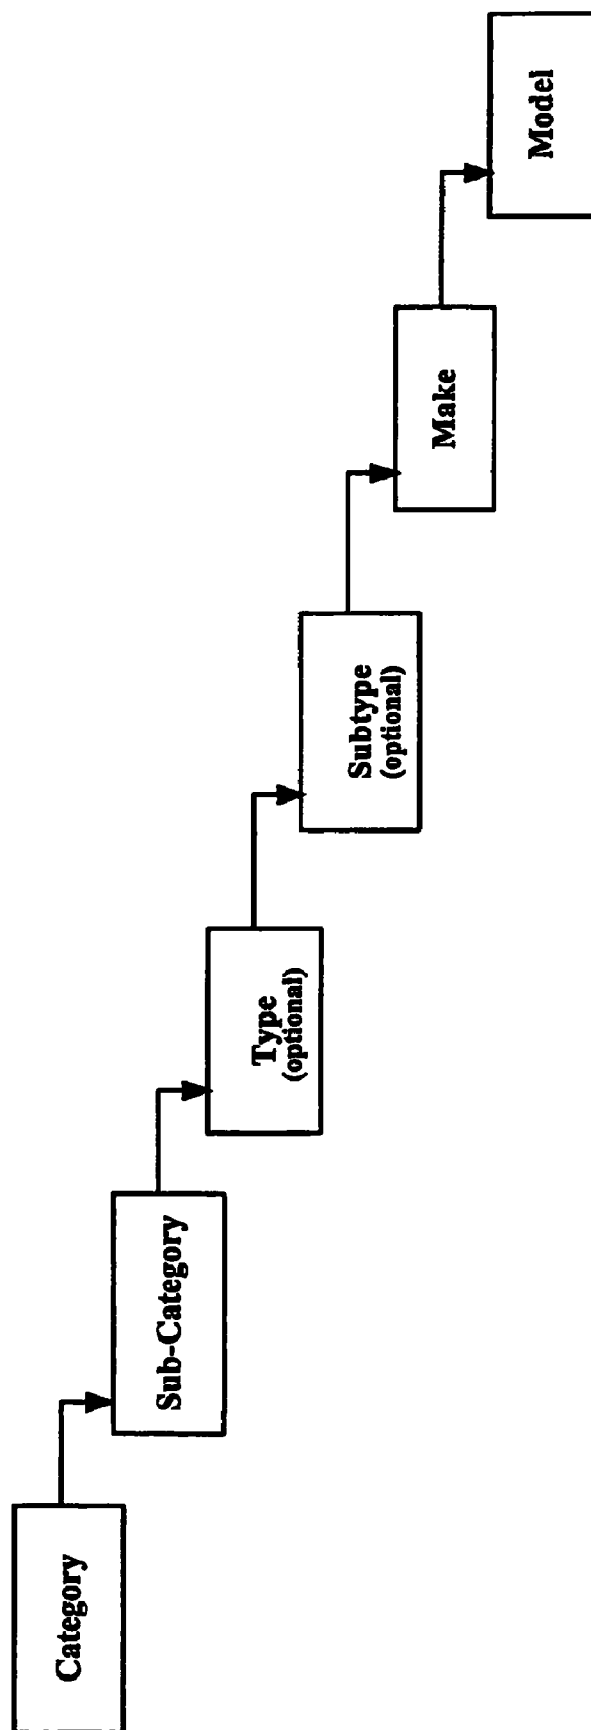 Category
Sub-Category
Type
(optional)
Subtype
(optional)
Make
Model